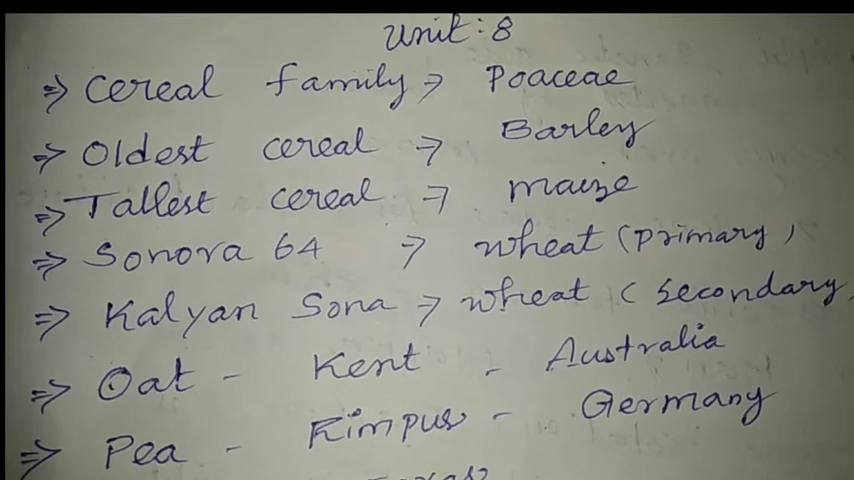 Unit: 8
⇒ Cereal family → Poaceae
⇒ Oldest cereal → Barley
⇒ Tallest cereal → maize
⇒ Sonora 64 → wheat (primary)
⇒ Kalyan Sona → wheat (secondary,
⇒ Oat - Kent - Australia
⇒ Pea - Rimpus - Germany